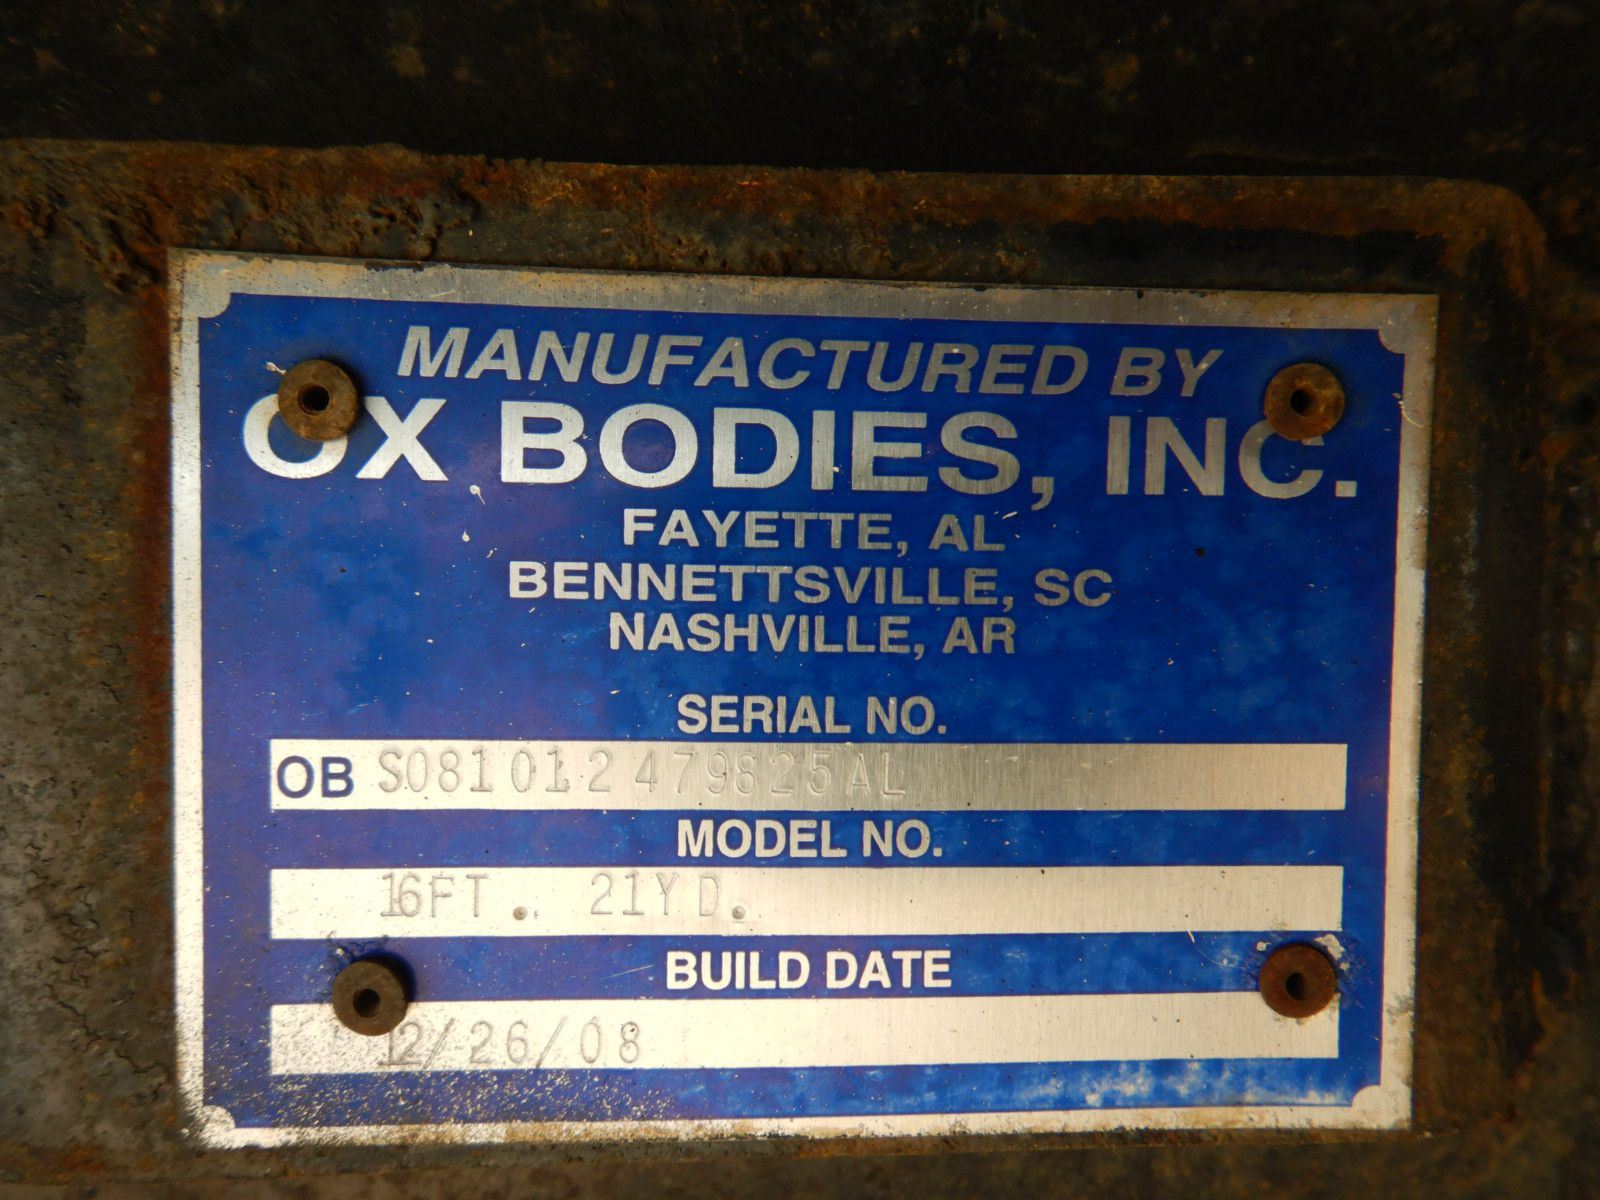 MANUFACTURED BY
OX BODIES, INC.
FAYETTE, AL
BENNETTSVILLE, SC
NASHVILLE, AR
SERIAL NO.
OB S081012479825AL
MODEL NO.
16FT. 21YD.
BUILD DATE
12/26/08